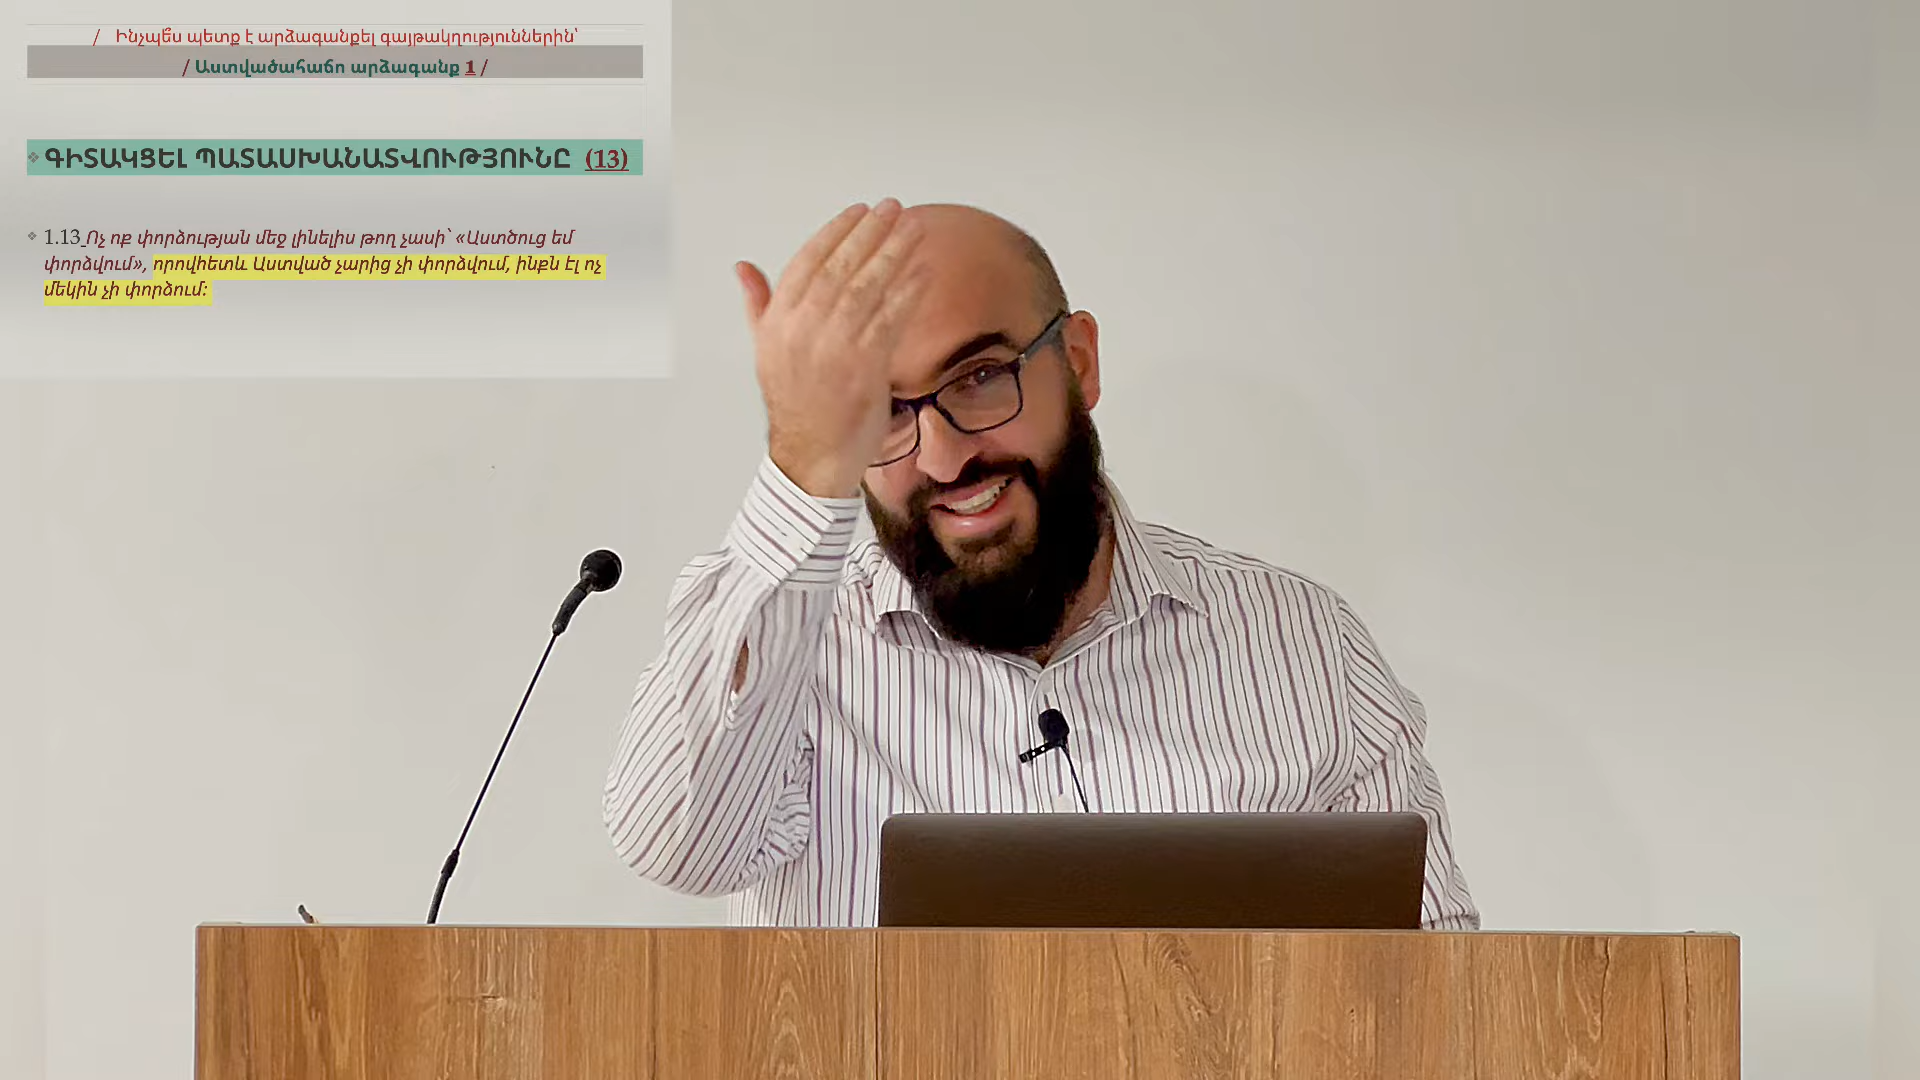 / Ինչպե՞ս պետք է արձագանքել գայթակղություններին՝
/ Աստվածահաճո արձագանք 1 /
❖ ԳԻՏԱԿՑԵԼ ՊԱՏԱՍԽԱՆԱՏՎՈՒԹՅՈՒՆԸ (13)
❖ 1.13 Ոչ ոք փորձության մեջ լինելիս թող չասի՝ «Աստծուց եմ
փորձվում», որովհետև Աստված չարից չի փորձվում, ինքն էլ ոչ
մեկին չի փորձում: